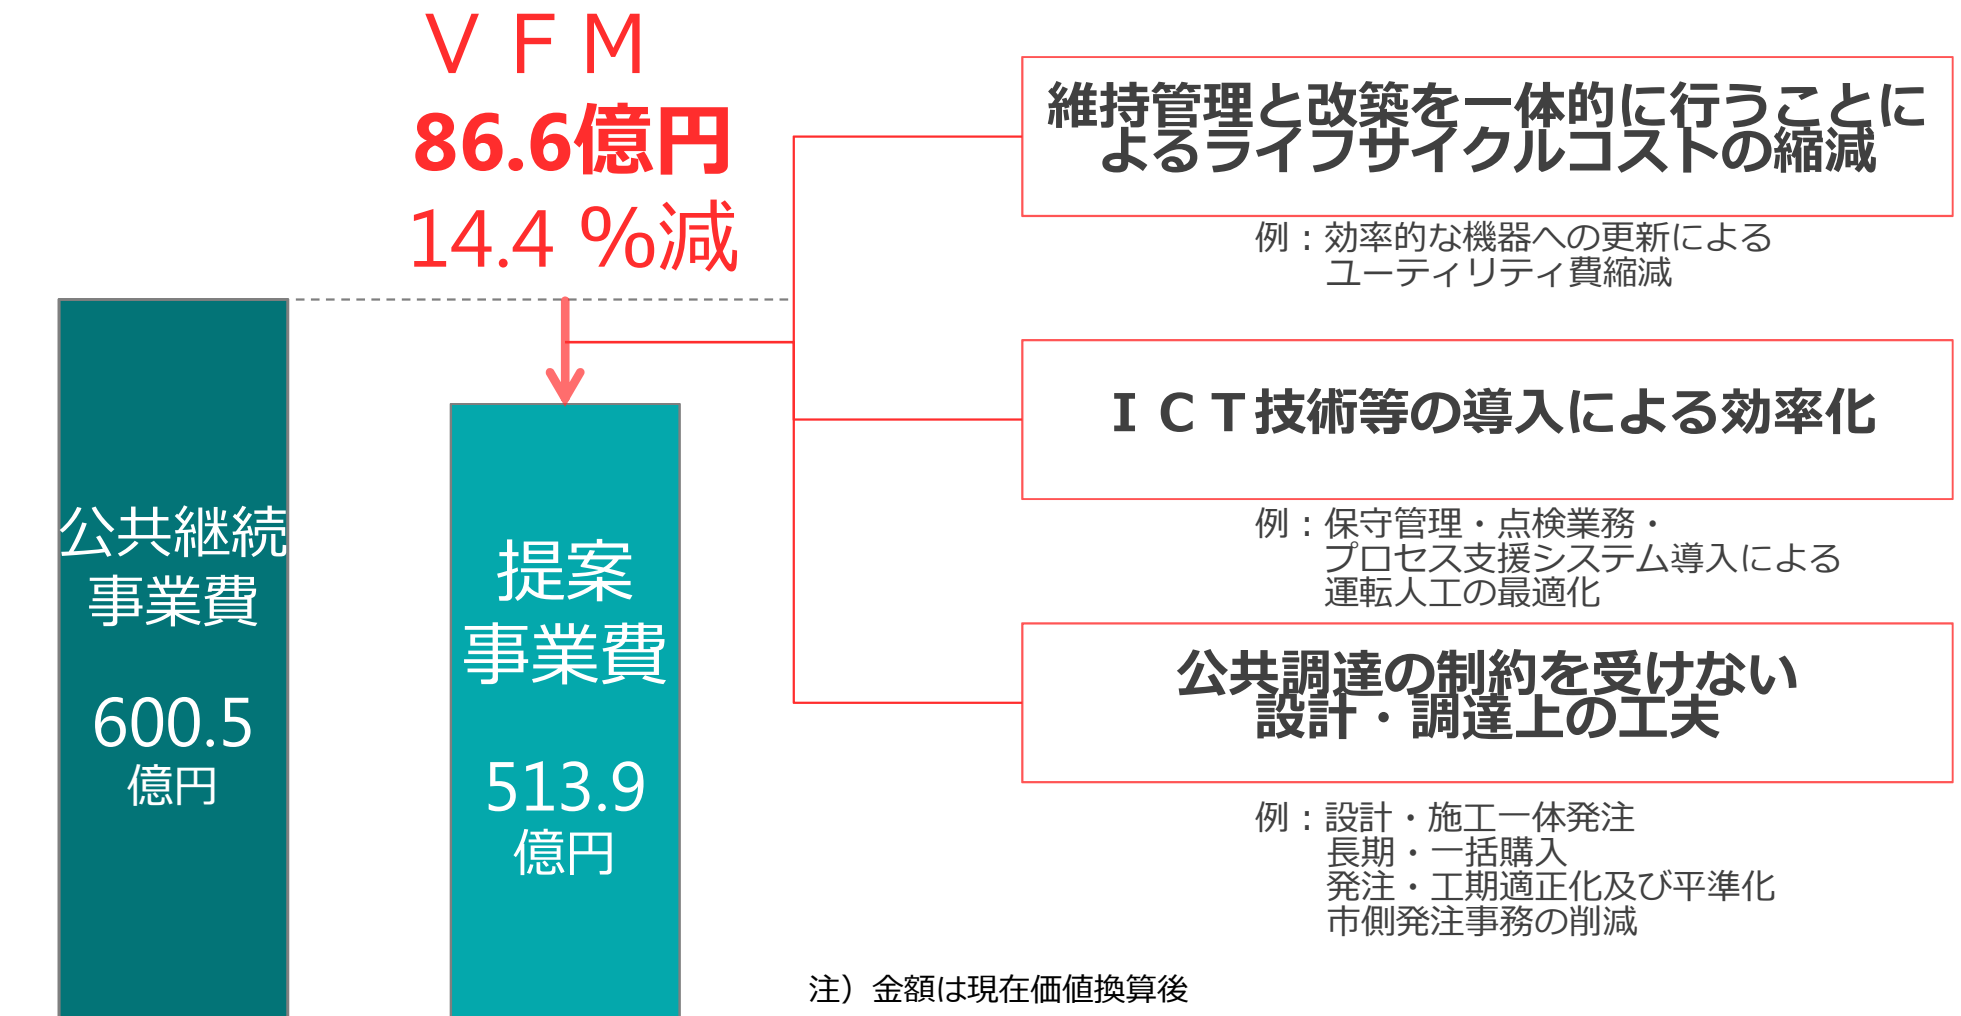 ＶＦＭ
86.6億円
14.4 %減
公共継続
事業費
600.5
億円
提案
事業費
513.9
億円
維持管理と改築を一体的に行うことに
よるライフサイクルコストの縮減
例：効率的な機器への更新による
ユーティリティ費縮減
ＩＣＴ技術等の導入による効率化
例：保守管理・点検業務・
プロセス支援システム導入による
運転人工の最適化
公共調達の制約を受けない
設計・調達上の工夫
例：設計・施工一体発注
長期・一括購入
発注・工期適正化及び平準化
市側発注事務の削減
注）金額は現在価値換算後